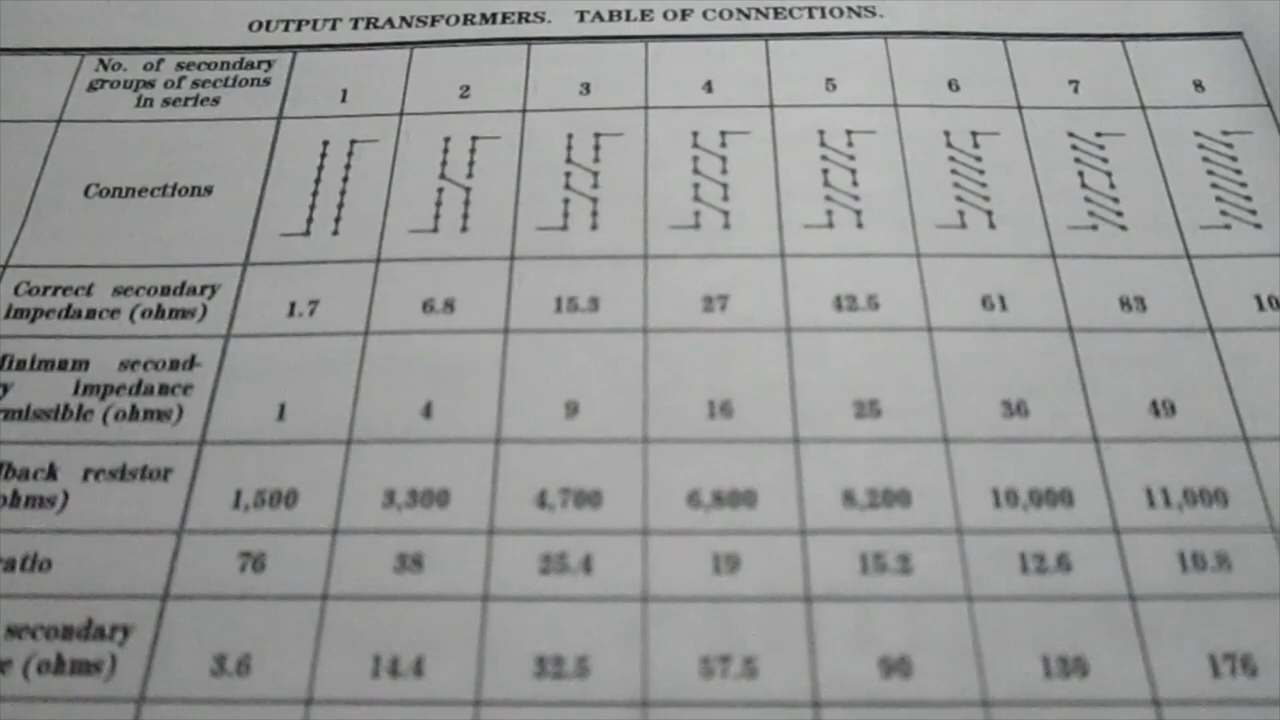 OUTPUT TRANSFORMERS. TABLE OF CONNECTIONS.
No. of secondary
groups of sections
in series
1 2 3 4 5 6 7 8
Connections
Correct secondary
impedance (ohms)
1.7 6.8 15.3 27 42.5 61 83 10
Minimum second-
y impedance
rmissible (ohms)
1 4 9 16 25 36 49
dback resistor
ohms)
1,500 3,300 4,700 6,800 8,200 10,000 11,000
atio
76 38 25.4 19 15.2 12.6 10.8
secondary
e (ohms)
3.6 14.4 32.5 57.5 90 130 176